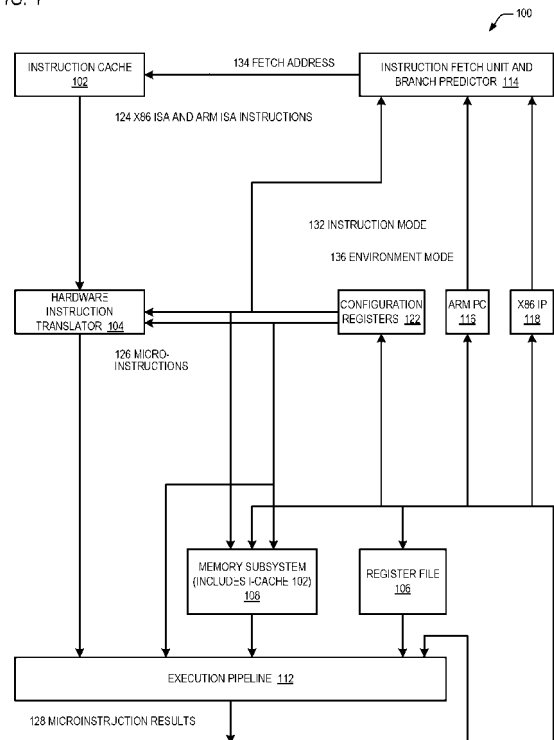 100
INSTRUCTION CACHE
102
134 FETCH ADDRESS
INSTRUCTION FETCH UNIT AND
BRANCH PREDICTOR 114
124 X86 ISA AND ARM ISA INSTRUCTIONS
132 INSTRUCTION MODE
136 ENVIRONMENT MODE
HARDWARE
INSTRUCTION
TRANSLATOR 104
CONFIGURATION
REGISTERS 122
ARM PC
116
X86 IP
118
126 MICRO-
INSTRUCTIONS
MEMORY SUBSYSTEM
(INCLUDES I-CACHE 102)
108
REGISTER FILE
106
EXECUTION PIPELINE 112
128 MICROINSTRUCTION RESULTS